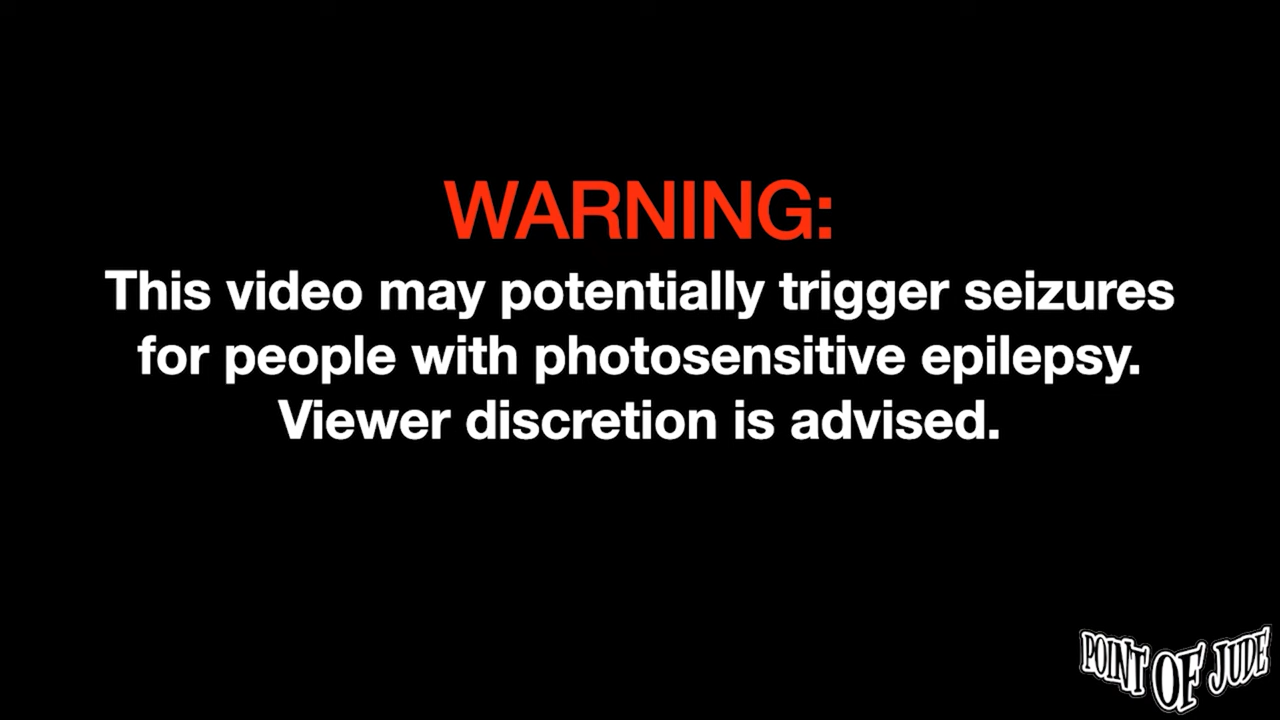 WARNING:
This video may potentially trigger seizures
for people with photosensitive epilepsy.
Viewer discretion is advised.
POINT OF JUDE